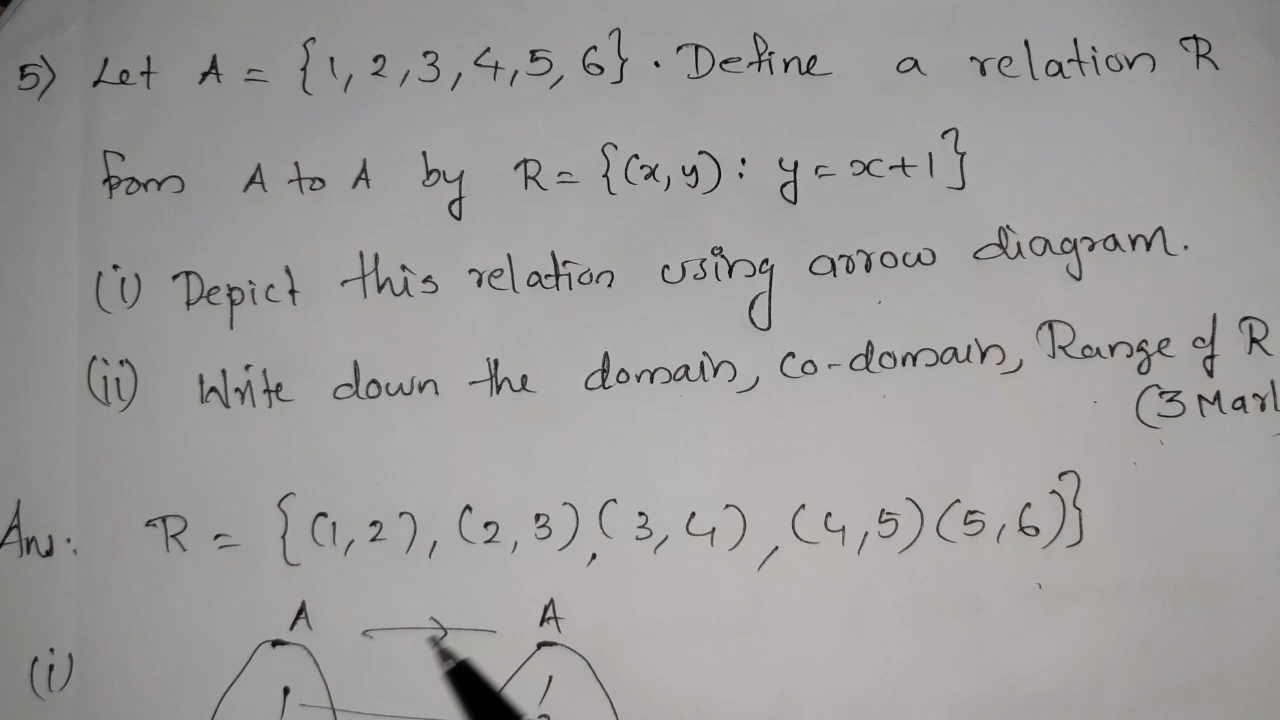 5) Let A = {1, 2, 3, 4, 5, 6} . Define a relation R
from A to A by R = {(x, y) : y = x + 1}
(i) Depict this relation using arrow diagram.
(ii) Write down the domain, co-domain, Range of R
(3 Mar
Ans: R = {(1, 2), (2, 3), (3, 4), (4, 5) (5, 6)}
A → A
(i)
1 1